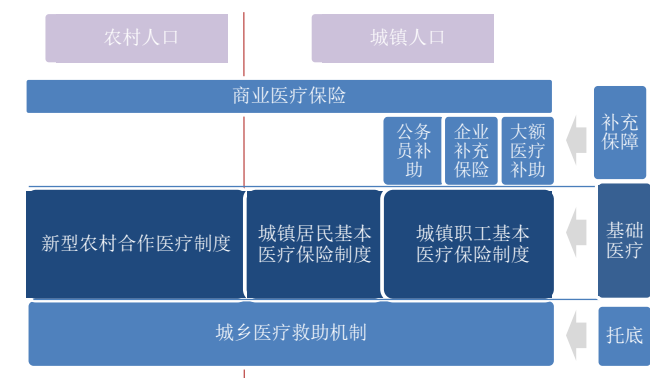 农村人口
城镇人口
商业医疗保险
公务
员补
助
企业
补充
保险
大额
医疗
补助
补充
保障
新型农村合作医疗制度
城镇居民基本
医疗保险制度
城镇职工基本
医疗保险制度
基础
医疗
城乡医疗救助机制
托底